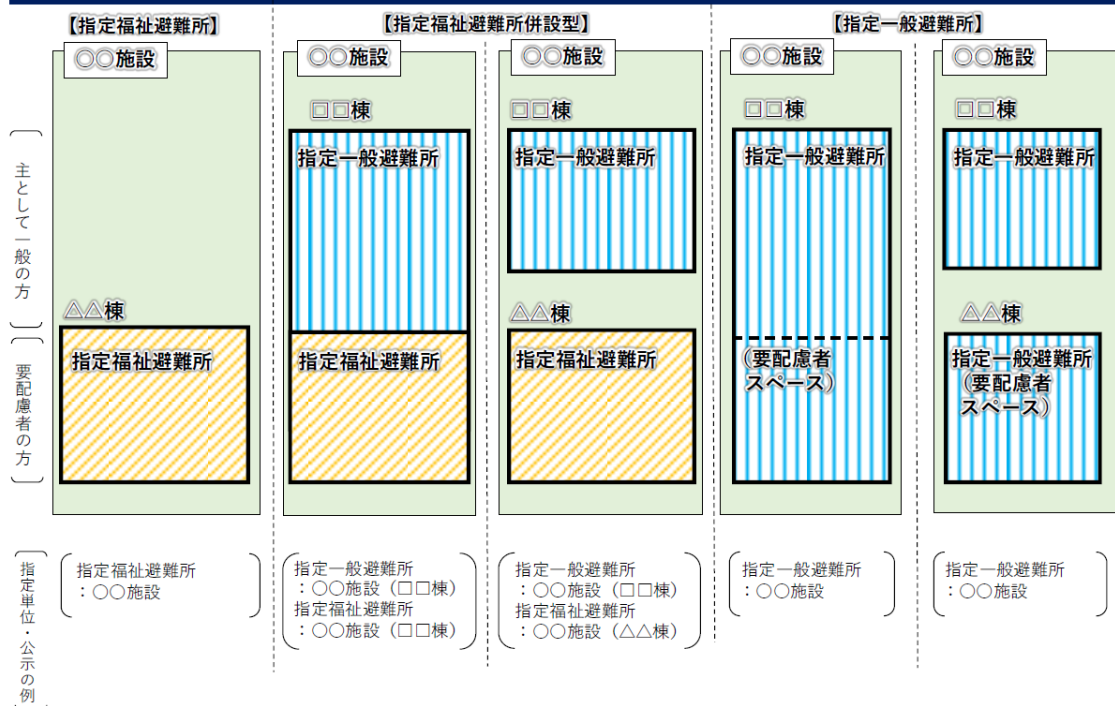 【指定福祉避難所】
【指定福祉避難所併設型】
【指定一般避難所】
○○施設
○○施設
○○施設
○○施設
○○施設
主として一般の方
要配慮者の方
△△棟
指定福祉避難所
□□棟
指定一般避難所
指定福祉避難所
□□棟
指定一般避難所
△△棟
指定福祉避難所
□□棟
指定一般避難所
(要配慮者
スペース)
□□棟
指定一般避難所
△△棟
指定一般避難所
(要配慮者
スペース)
指定単位・公示の例
指定福祉避難所
：○○施設
指定一般避難所
：○○施設（□□棟）
指定福祉避難所
：○○施設（□□棟）
指定一般避難所
：○○施設（□□棟）
指定福祉避難所
：○○施設（△△棟）
指定一般避難所
：○○施設
指定一般避難所
：○○施設